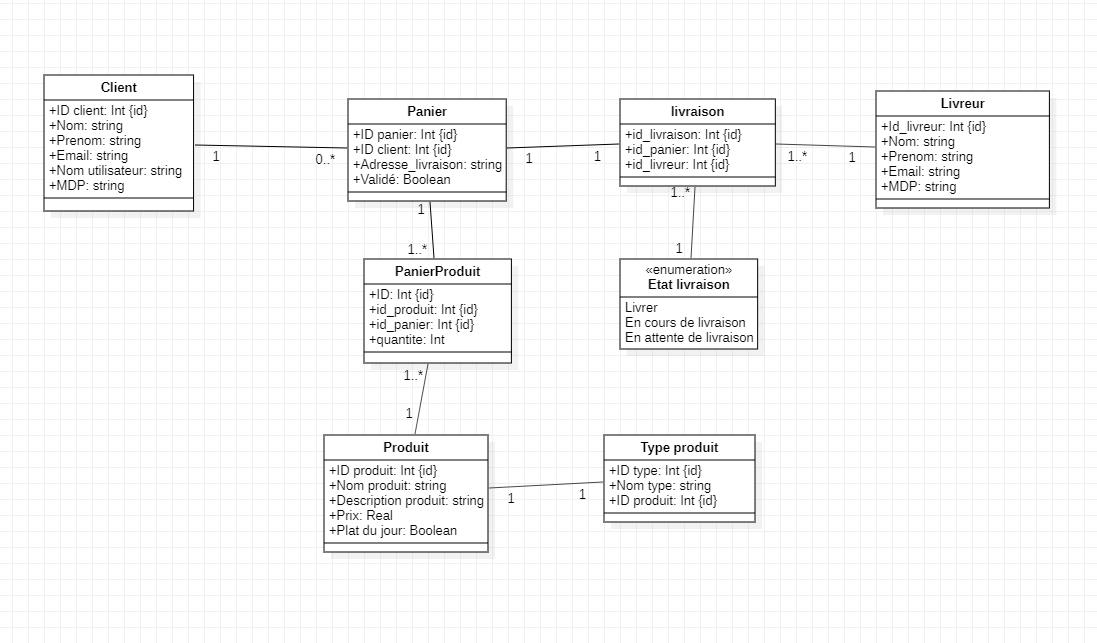 Client
+ID client: Int {id}
+Nom: string
+Prenom: string
+Email: string
+Nom utilisateur: string
+MDP: string
1
0..*
Panier
+ID panier: Int {id}
+ID client: Int {id}
+Adresse_livraison: string
+Validé: Boolean
1
1
livraison
+id_livraison: Int {id}
+id_panier: Int {id}
+id_livreur: Int {id}
1..*
1
Livreur
+Id_livreur: Int {id}
+Nom: string
+Prenom: string
+Email: string
+MDP: string
1
1..*
PanierProduit
+ID: Int {id}
+id_produit: Int {id}
+id_panier: Int {id}
+quantite: Int
1..*
1
«enumeration»
Etat livraison
Livrer
En cours de livraison
En attente de livraison
1..*
1
Produit
+ID produit: Int {id}
+Nom produit: string
+Description produit: string
+Prix: Real
+Plat du jour: Boolean
1
1
Type produit
+ID type: Int {id}
+Nom type: string
+ID produit: Int {id}